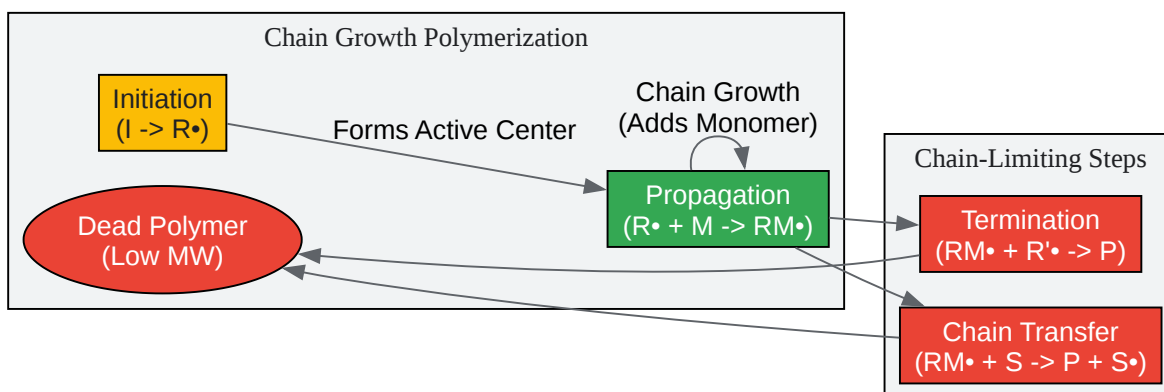 Chain Growth Polymerization
Initiation
(I -> R•)
Forms Active Center
Chain Growth
(Adds Monomer)
Propagation
(R• + M -> RM•)
Dead Polymer
(Low MW)
Chain-Limiting Steps
Termination
(RM• + R'• -> P)
Chain Transfer
(RM• + S -> P + S•)